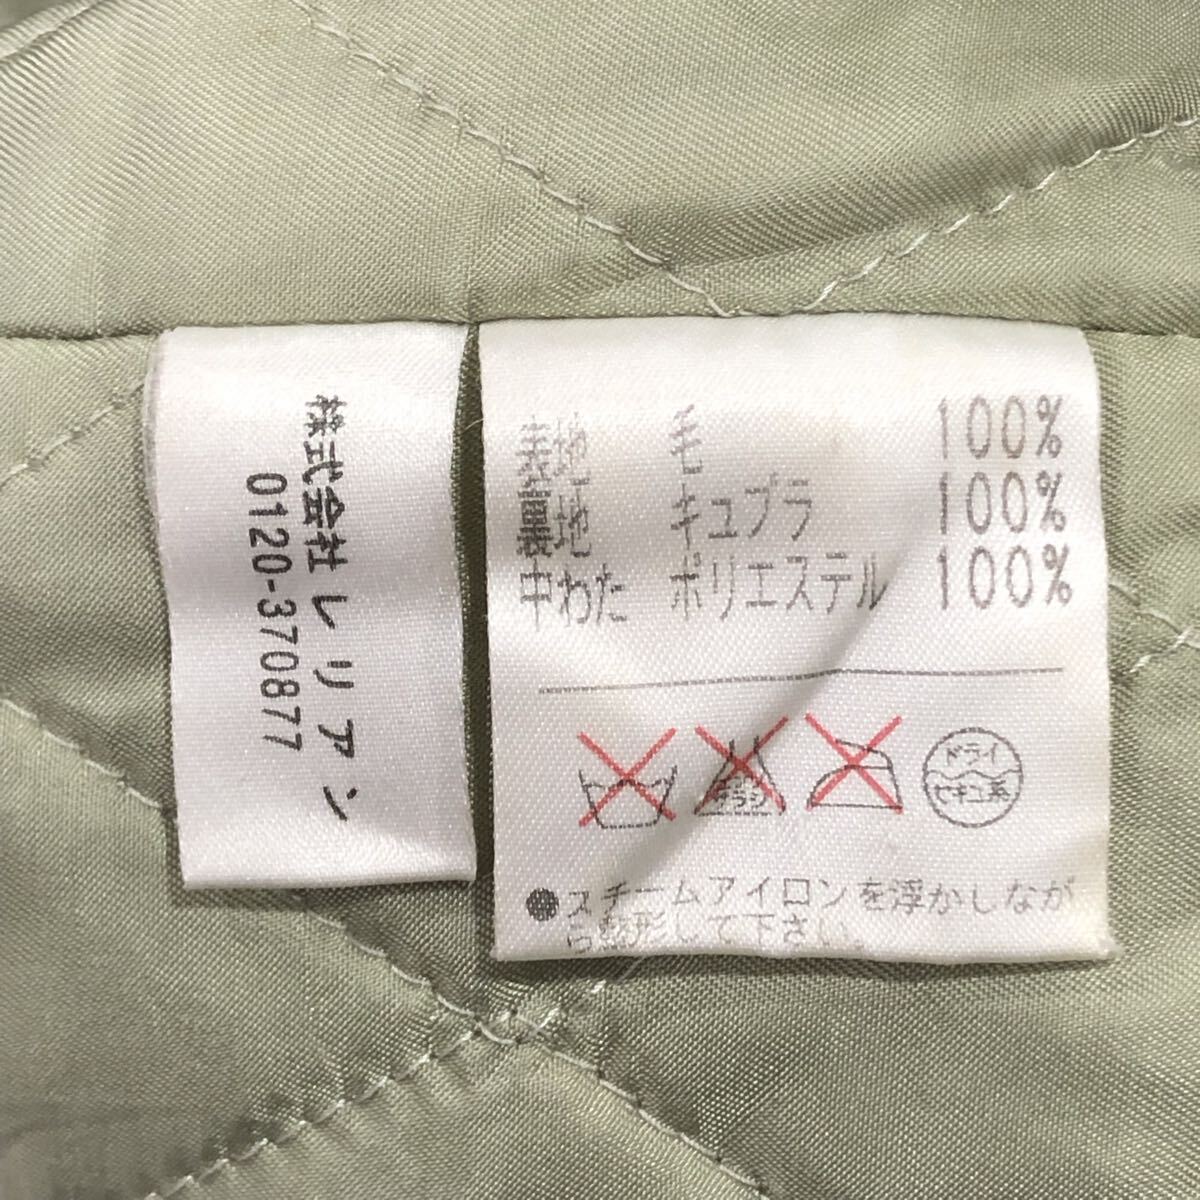 株式会社レリアン
0120-370877
表地 毛 100%
裏地 キュプラ 100%
中わた ポリエステル 100%
サラシ
ドライ
セキユ系
●スチームアイロンを浮かしなが
ら整形して下さい。